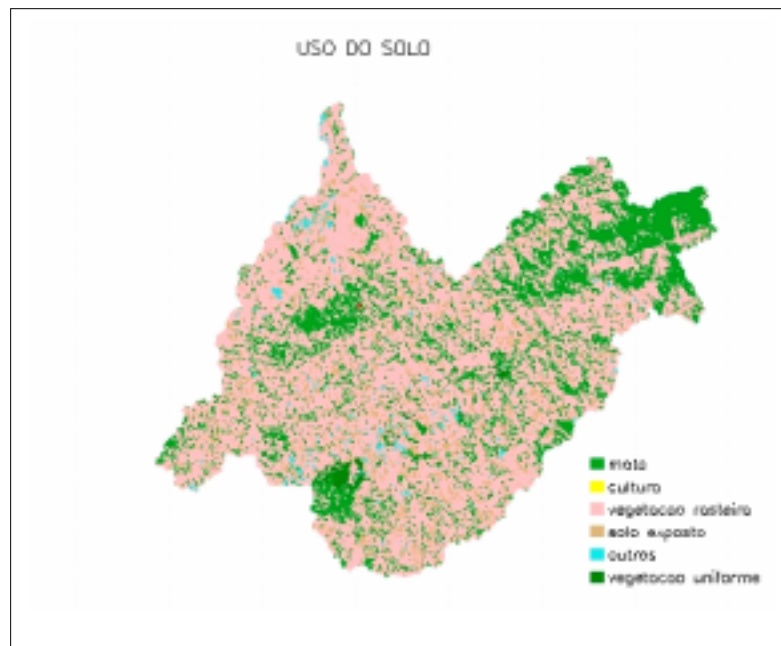 USO DO SOLO
mata
cultura
vegetacao rasteira
solo exposto
outros
vegetacao uniforme